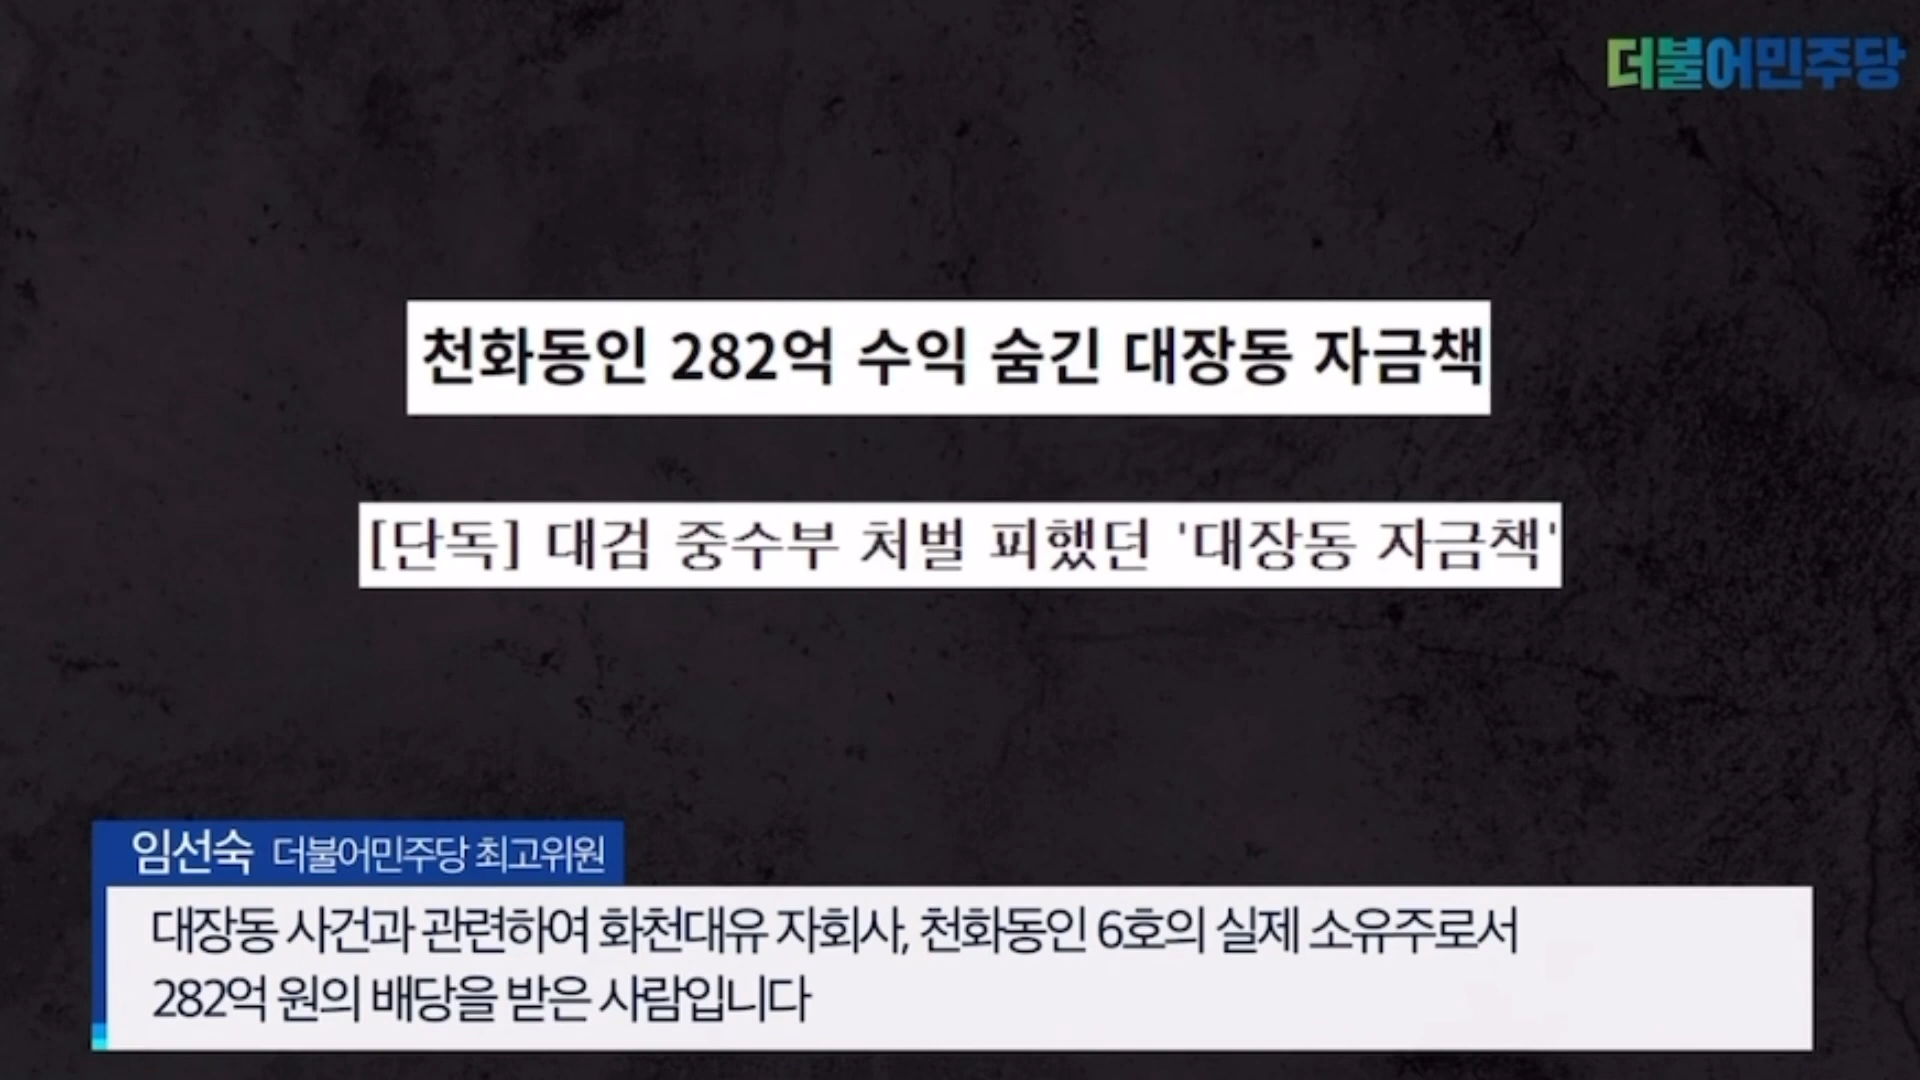 더불어민주당
천화동인 282억 수익 숨긴 대장동 자금책
[단독] 대검 중수부 처벌 피했던 '대장동 자금책'
임선숙 더불어민주당 최고위원
대장동 사건과 관련하여 화천대유 자회사, 천화동인 6호의 실제 소유주로서
282억 원의 배당을 받은 사람입니다